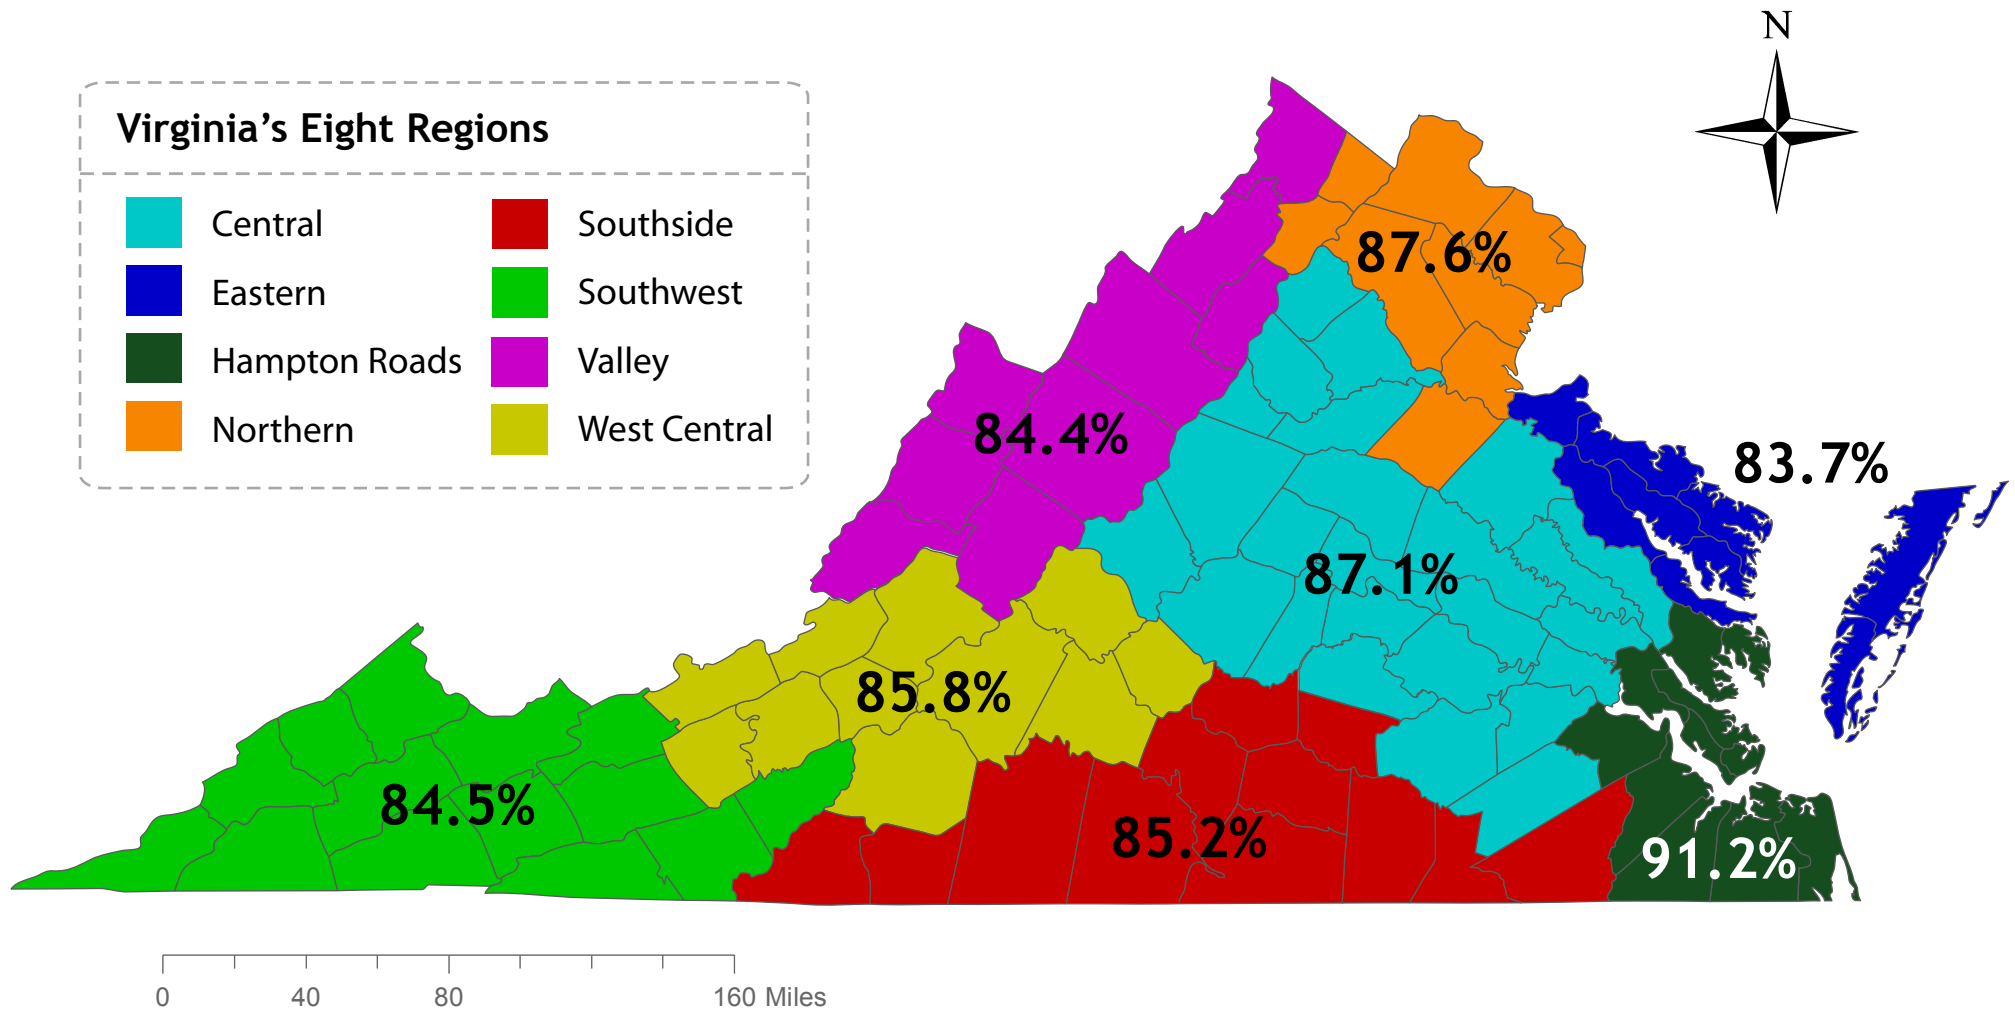 N
Virginia’s Eight Regions
Central
Eastern
Hampton Roads
Northern
Southside
Southwest
Valley
West Central
87.6%
84.4%
83.7%
87.1%
85.8%
84.5%
85.2%
91.2%
0 40 80 160 Miles